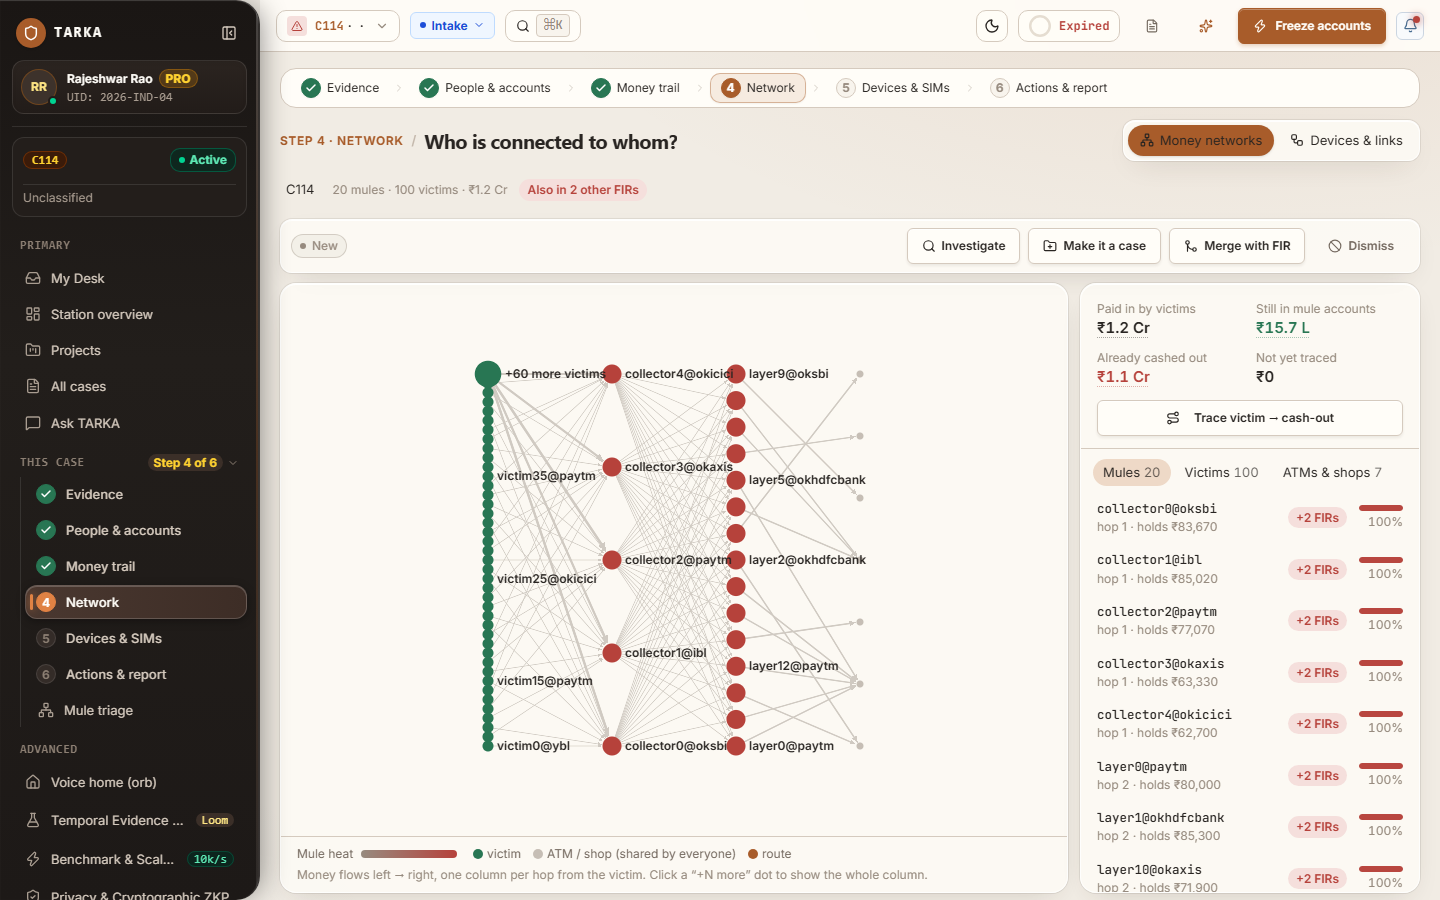 TARKA
RR
Rajeshwar Rao PRO
UID: 2026-IND-04
C114 Active
Unclassified
PRIMARY
My Desk
Station overview
Projects
All cases
Ask TARKA
THIS CASE Step 4 of 6
Evidence
People & accounts
Money trail
4 Network
5 Devices & SIMs
6 Actions & report
Mule triage
ADVANCED
Voice home (orb)
Temporal Evidence ... Loom
Benchmark & Scal... 10k/s
Privacy & Cryptographic ZKP
C114 · ·
Intake
⌘K
Expired
Freeze accounts
Evidence
People & accounts
Money trail
4 Network
5 Devices & SIMs
6 Actions & report
STEP 4 · NETWORK / Who is connected to whom?
Money networks
Devices & links
C114 20 mules · 100 victims · ₹1.2 Cr Also in 2 other FIRs
New
Investigate
Make it a case
Merge with FIR
Dismiss
+60 more victims collector4@okicici layer9@oksbi
collector3@okaxis
victim35@paytm layer5@okhdfcbank
collector2@paytm layer2@okhdfcbank
victim25@okicici
collector1@ibl
layer12@paytm
victim15@paytm
victim0@ybl collector0@oksbi layer0@paytm
Mule heat victim ATM / shop (shared by everyone) route
Money flows left → right, one column per hop from the victim. Click a “+N more” dot to show the whole column.
Paid in by victims Still in mule accounts
₹1.2 Cr ₹15.7 L
Already cashed out Not yet traced
₹1.1 Cr ₹0
Trace victim → cash-out
Mules 20 Victims 100 ATMs & shops 7
collector0@oksbi
hop 1 · holds ₹83,670 +2 FIRs 100%
collector1@ibl
hop 1 · holds ₹85,020 +2 FIRs 100%
collector2@paytm
hop 1 · holds ₹77,070 +2 FIRs 100%
collector3@okaxis
hop 1 · holds ₹63,330 +2 FIRs 100%
collector4@okicici
hop 1 · holds ₹62,700 +2 FIRs 100%
layer0@paytm
hop 2 · holds ₹80,000 +2 FIRs 100%
layer1@okhdfcbank
hop 2 · holds ₹85,300 +2 FIRs 100%
layer10@okaxis
hop 2 · holds ₹71,900 +2 FIRs 100%